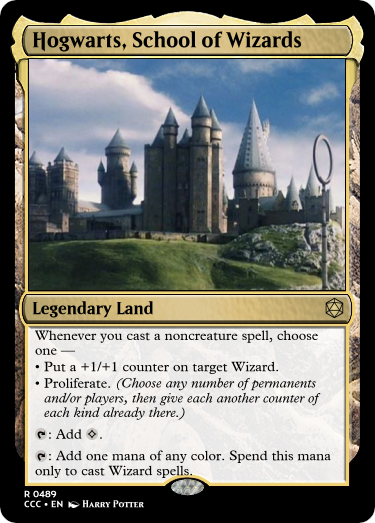 Hogwarts, School of Wizards
Legendary Land
Whenever you cast a noncreature spell, choose
one —
• Put a +1/+1 counter on target Wizard.
• Proliferate. (Choose any number of permanents
and/or players, then give each another counter of
each kind already there.)
: Add .
: Add one mana of any color. Spend this mana
only to cast Wizard spells.
R 0489
CCC • EN Harry Potter